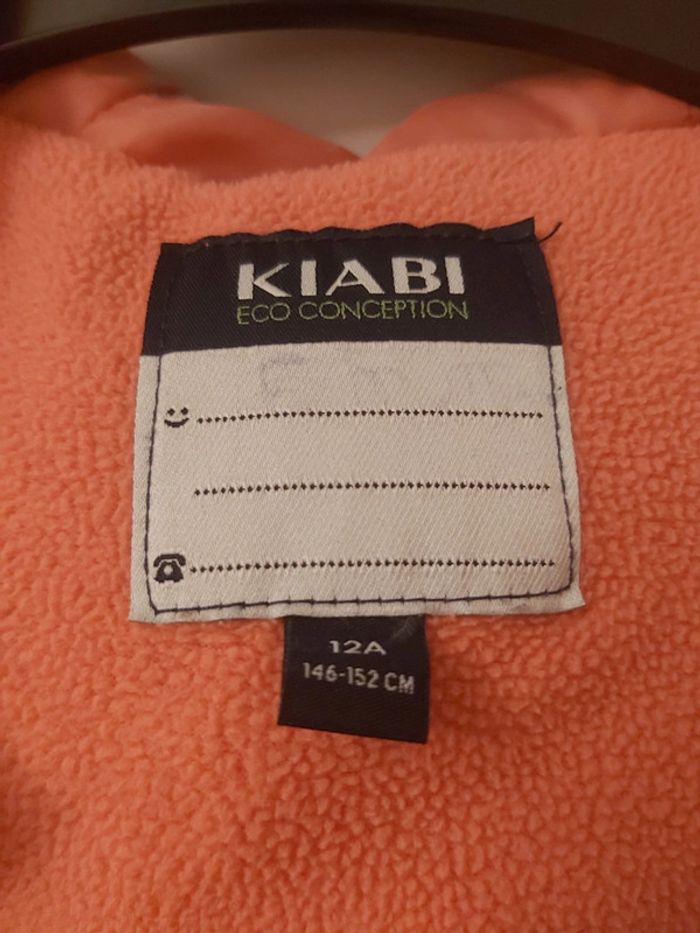 KIABI
ECO CONCEPTION
12A
146-152 CM